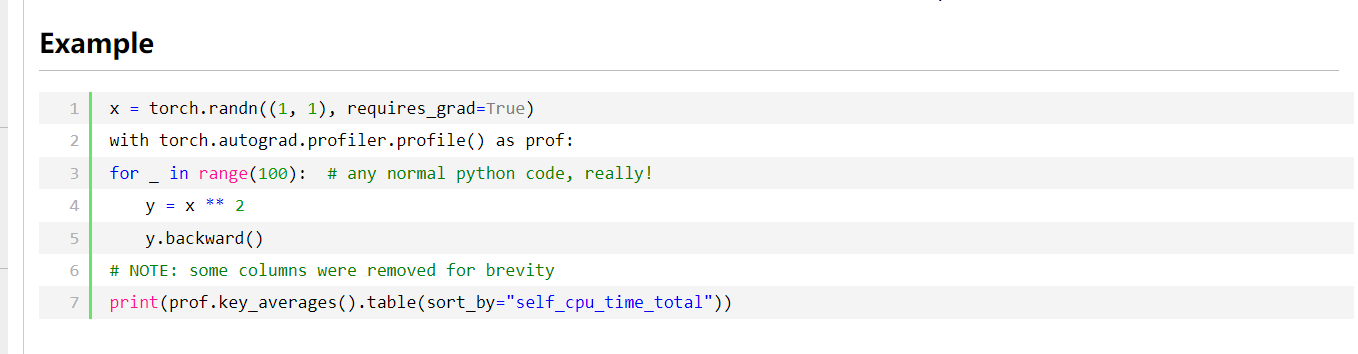 Example
1 x = torch.randn((1, 1), requires_grad=True)
2 with torch.autograd.profiler.profile() as prof:
3 for _ in range(100):  # any normal python code, really!
4     y = x ** 2
5     y.backward()
6 # NOTE: some columns were removed for brevity
7 print(prof.key_averages().table(sort_by="self_cpu_time_total"))